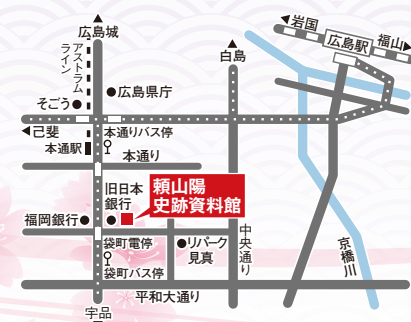 広島城
アストラム
ライン
そごう
広島県庁
白島
岩国
広島駅
福山
己斐
本通りバス停
本通駅
本通り
旧日本
銀行
頼山陽
史跡資料館
福岡銀行
袋町電停
リパーク
見真
袋町バス停
中央通り
京橋川
平和大通り
宇品